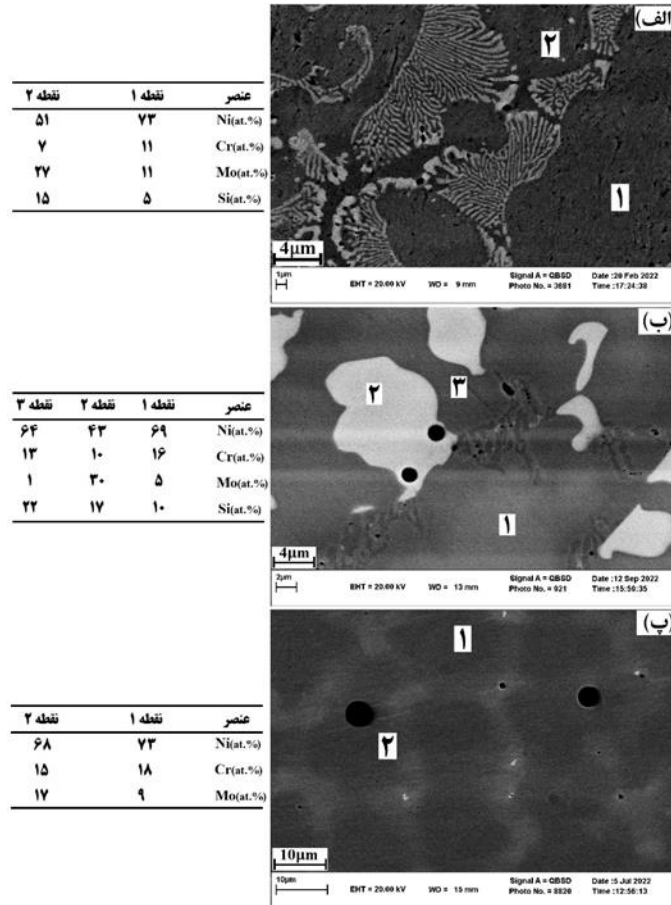 الف)
۲
۱
4μm
1μm
EHT = 20.00 kV
WD = 9 mm
Signal A = QBSD
Photo No. = 3681
Date :20 Feb 2022
Time :17:24:38
عنصر نقطه ۱ نقطه ۲
Ni(at.%) ۷۳ ۵۱
Cr(at.%) ۱۱ ۷
Mo(at.%) ۱۱ ۲۷
Si(at.%) ۵ ۱۵
ب)
۲
۳
۱
4μm
2μm
EHT = 20.00 kV
WD = 13 mm
Signal A = QBSD
Photo No. = 921
Date :12 Sep 2022
Time :15:50:35
عنصر نقطه ۱ نقطه ۲ نقطه ۳
Ni(at.%) ۶۹ ۴۳ ۶۴
Cr(at.%) ۱۶ ۱۰ ۱۳
Mo(at.%) ۵ ۳۰ ۱
Si(at.%) ۱۰ ۱۷ ۲۲
پ)
۱
۲
10μm
10μm
EHT = 20.00 kV
WD = 15 mm
Signal A = QBSD
Photo No. = 8820
Date :5 Jul 2022
Time :12:56:13
عنصر نقطه ۱ نقطه ۲
Ni(at.%) ۷۳ ۶۸
Cr(at.%) ۱۸ ۱۵
Mo(at.%) ۹ ۱۷